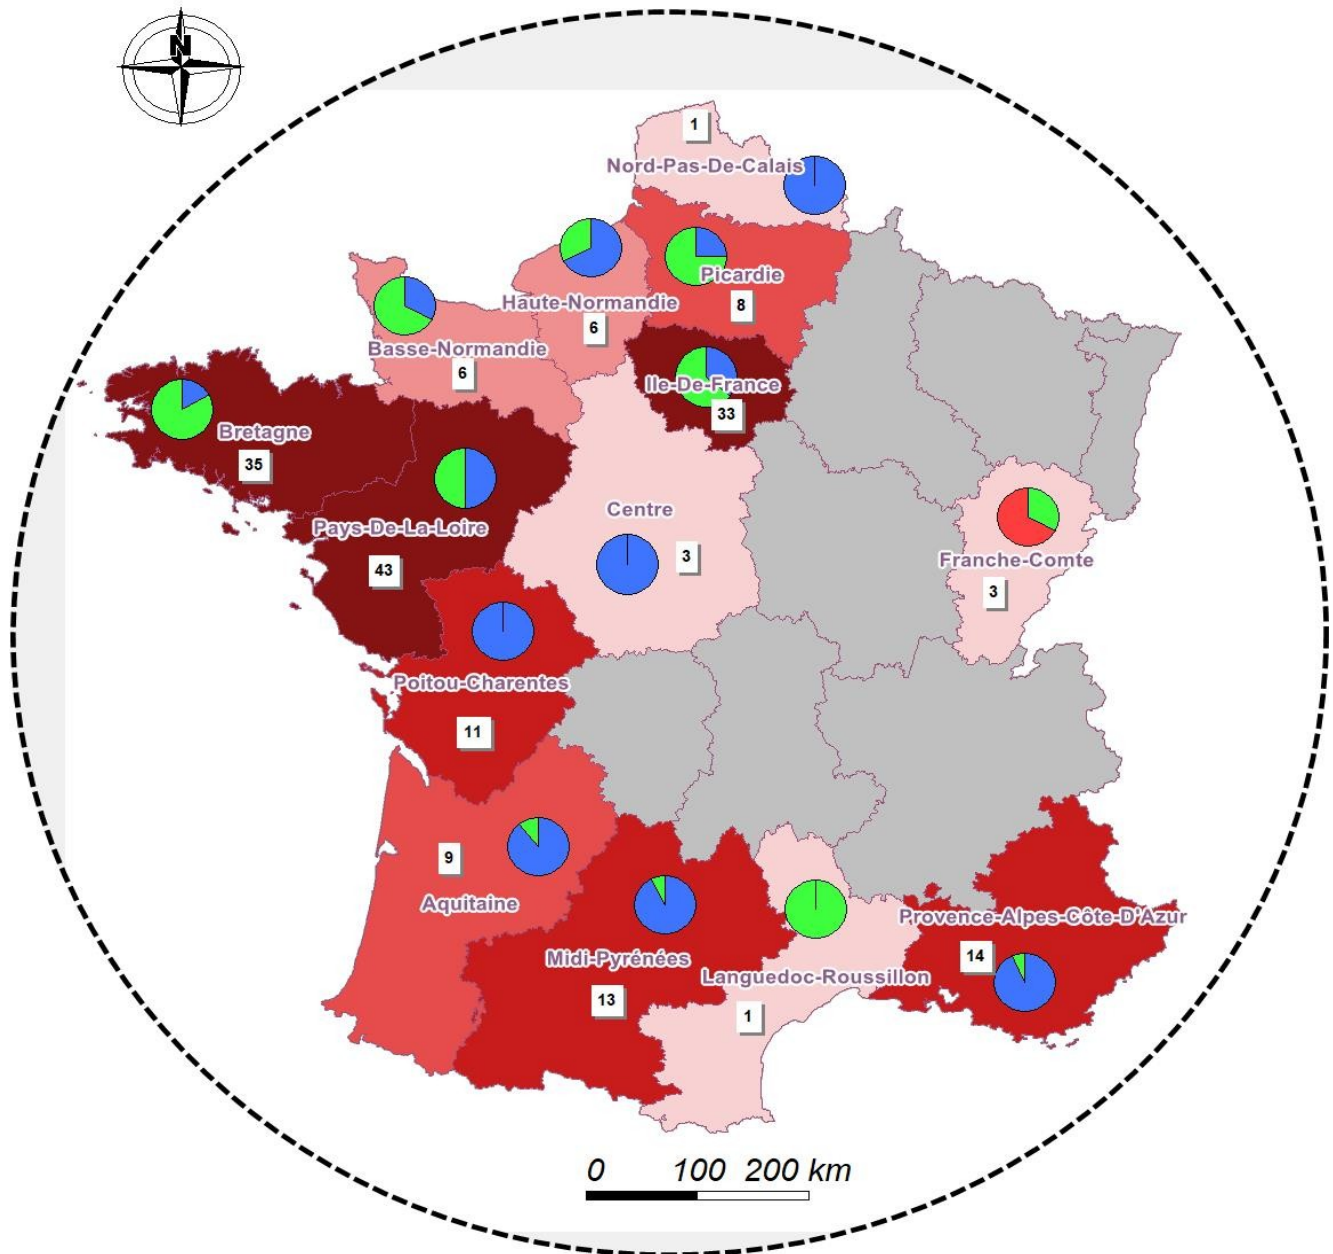 N
1
Nord-Pas-De-Calais
Picardie
8
Haute-Normandie
6
Basse-Normandie
6
Ile-De-France
33
Bretagne
35
Pays-De-La-Loire
43
Centre
3
Franche-Comte
3
Poitou-Charentes
11
9
Aquitaine
Midi-Pyrénées
13
Languedoc-Roussillon
1
Provence-Alpes-Côte-D'Azur
14
0 100 200 km